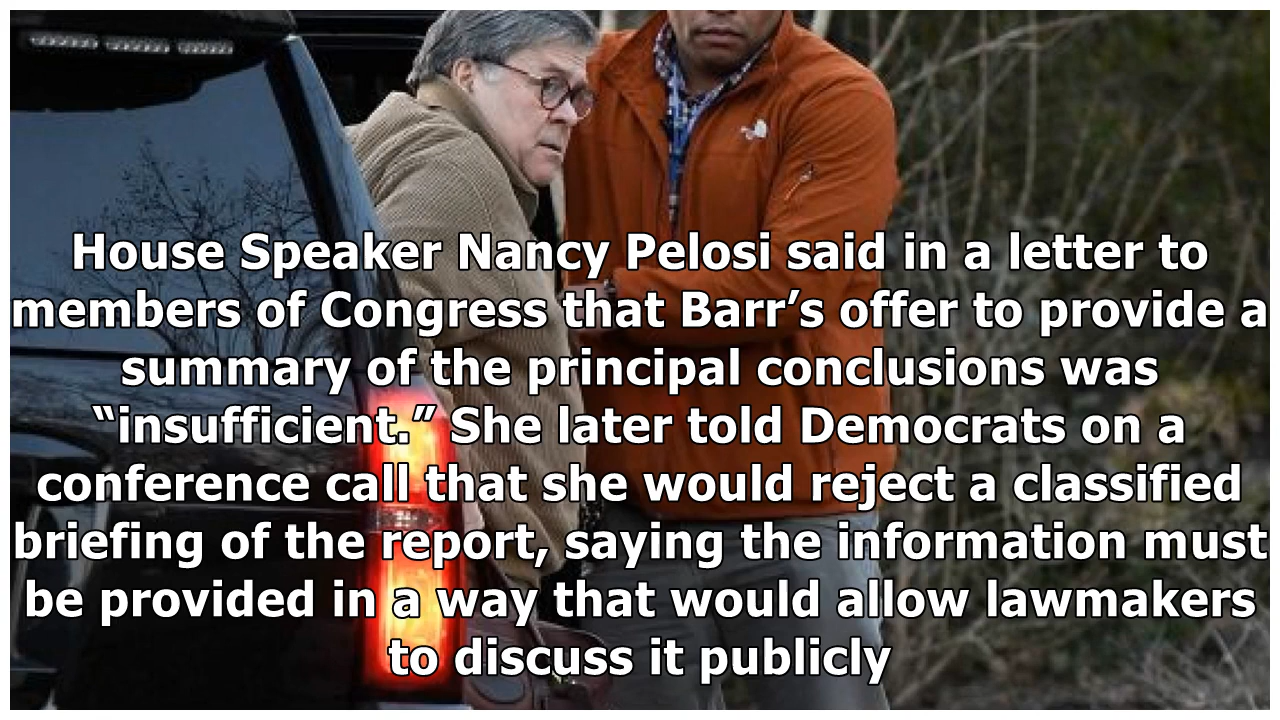 House Speaker Nancy Pelosi said in a letter to
members of Congress that Barr’s offer to provide a
summary of the principal conclusions was
“insufficient.” She later told Democrats on a
conference call that she would reject a classified
briefing of the report, saying the information must
be provided in a way that would allow lawmakers
to discuss it publicly